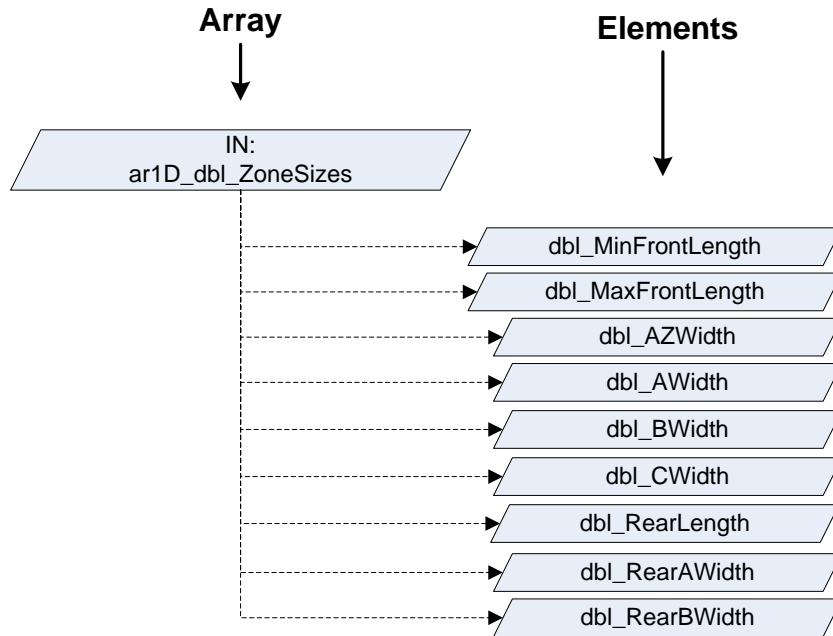 Array
Elements
IN:
ar1D_dbl_ZoneSizes
dbl_MinFrontLength
dbl_MaxFrontLength
dbl_AZWidth
dbl_AWidth
dbl_BWidth
dbl_CWidth
dbl_RearLength
dbl_RearAWidth
dbl_RearBWidth